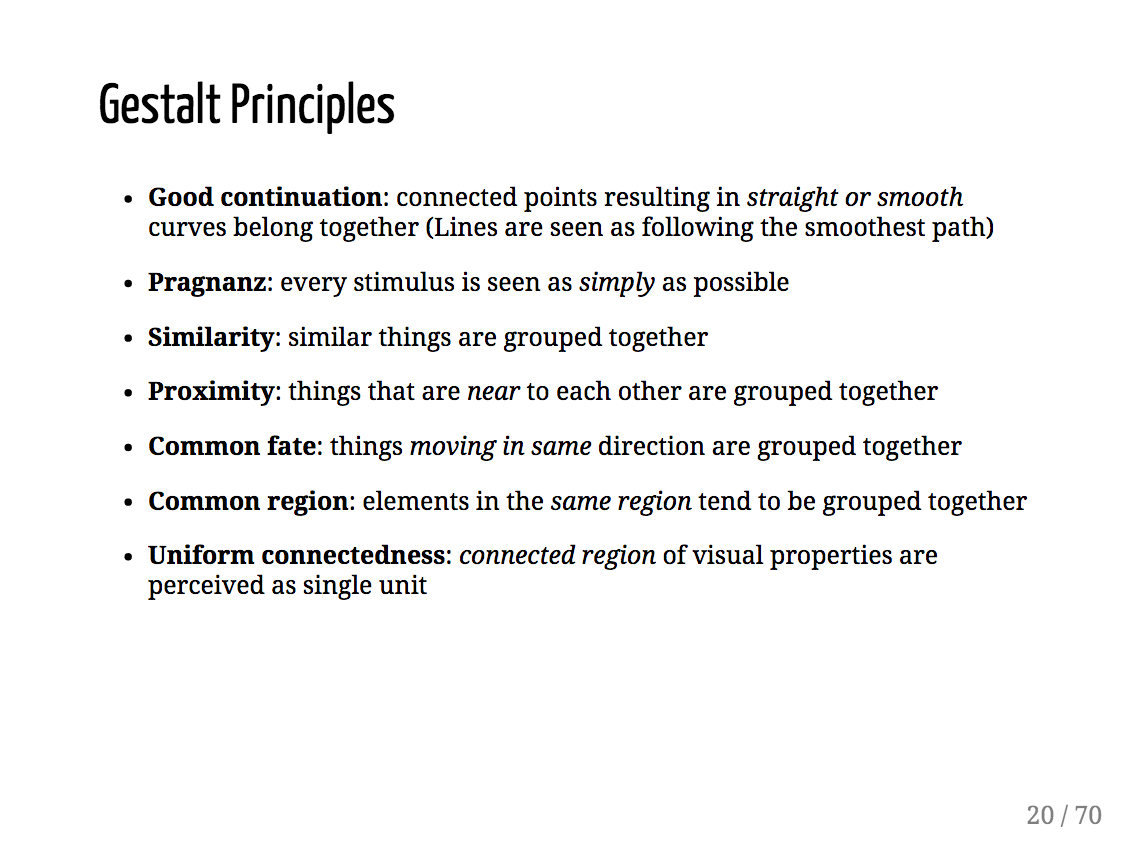 Gestalt Principles
• Good continuation: connected points resulting in straight or smooth
curves belong together (Lines are seen as following the smoothest path)
• Pragnanz: every stimulus is seen as simply as possible
• Similarity: similar things are grouped together
• Proximity: things that are near to each other are grouped together
• Common fate: things moving in same direction are grouped together
• Common region: elements in the same region tend to be grouped together
• Uniform connectedness: connected region of visual properties are
perceived as single unit
20 / 70